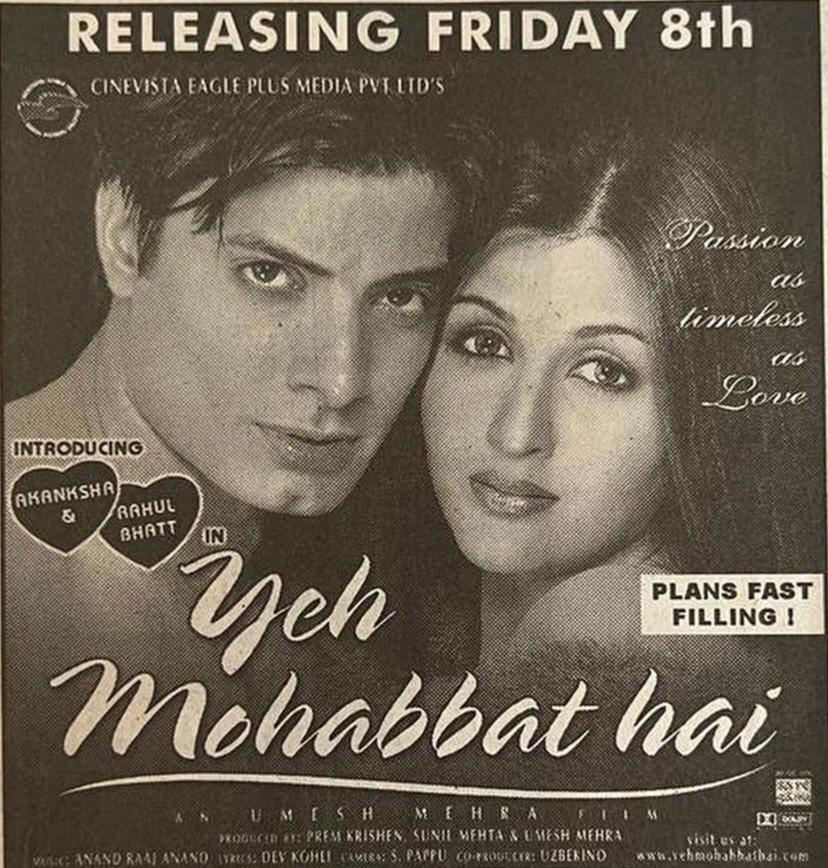 RELEASING FRIDAY 8th
CINEVISTA EAGLE PLUS MEDIA PVT LTD'S
Passion
as
timeless
as
Love
INTRODUCING
AKANKSHA
&
RAHUL
BHATT
IN
Yeh
Mohabbat hai
PLANS FAST
FILLING !
AN UMESH MEHRA FILM
PRODUCED BY: PREM KRISHEN, SUNIL MEHTA & UMESH MEHRA
MUSIC: ANAND RAAJ ANAND LYRICS: DEV KOHLI CAMERA: S. PAPPU CO-PRODUCER: UZBEKINO
DOLBY
visit us at:
www.yehmohabbathai.com